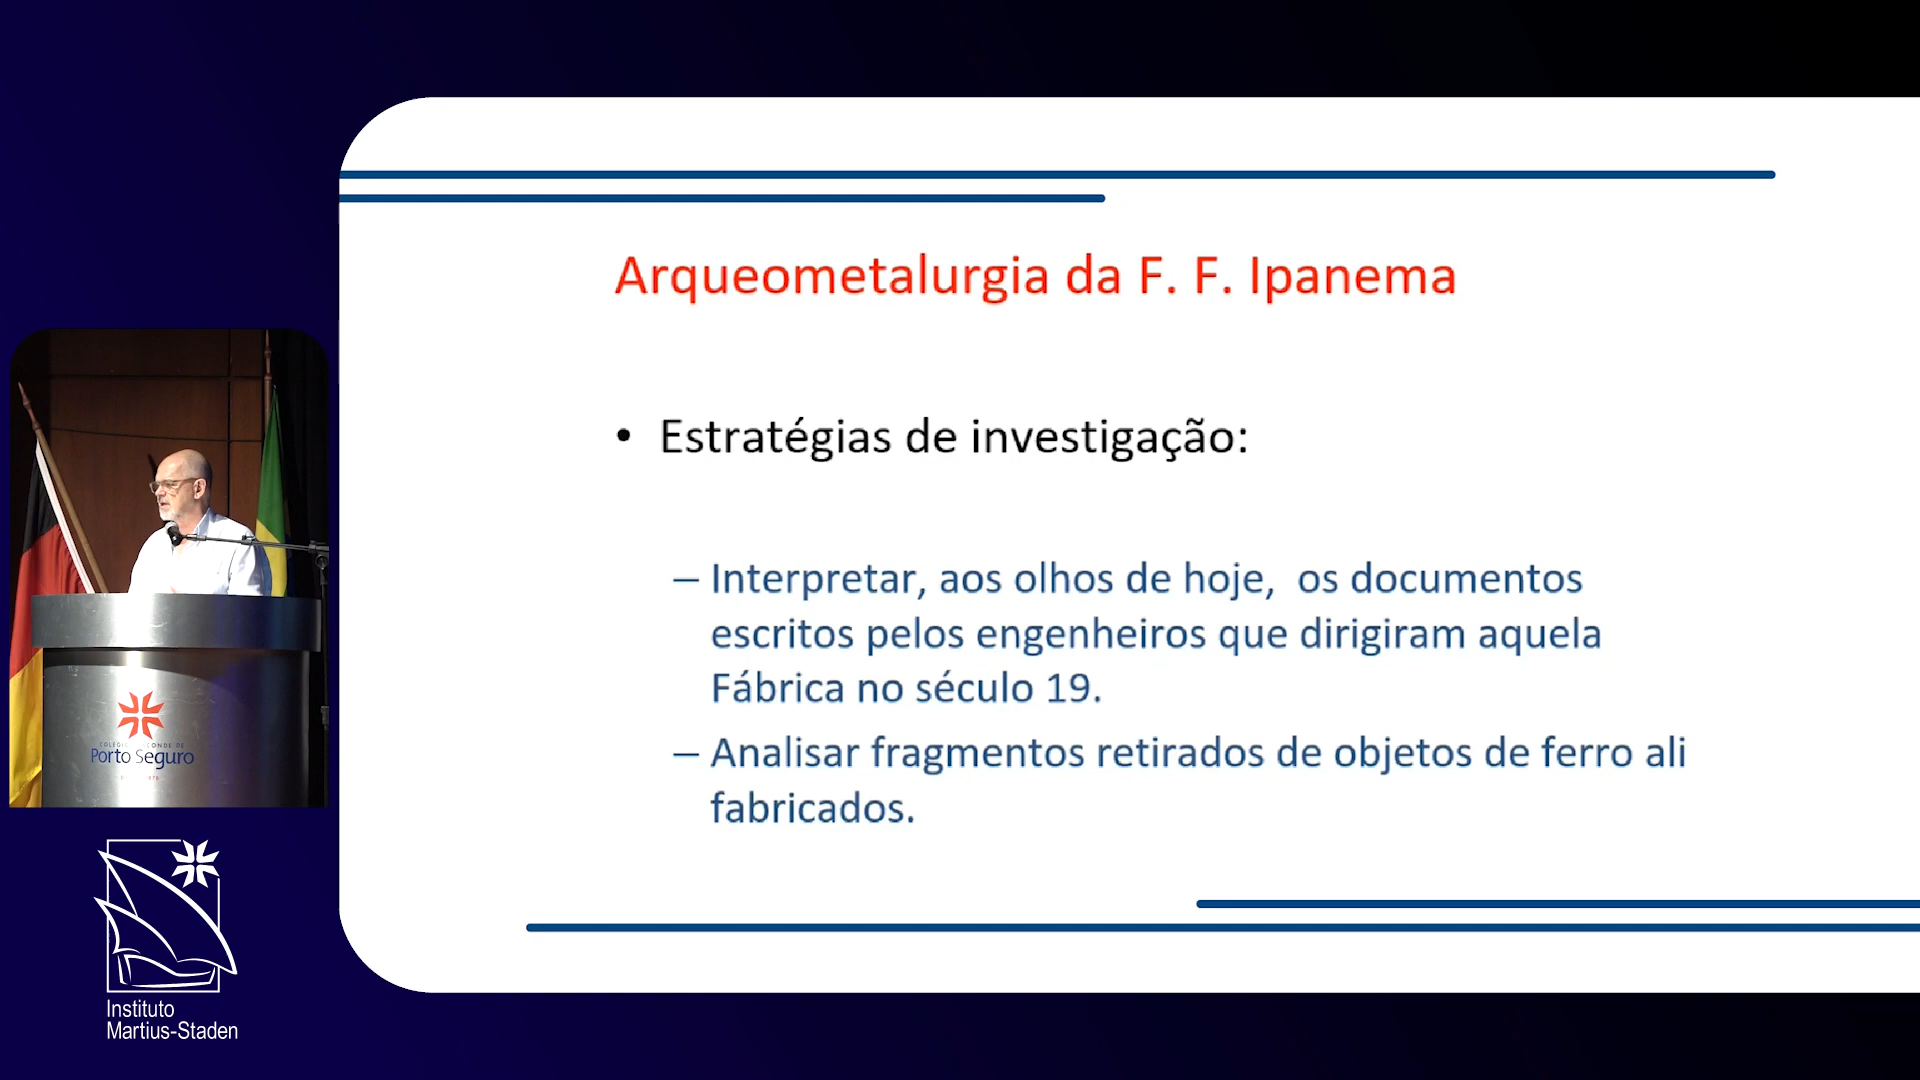 Arqueometalurgia da F. F. Ipanema
• Estratégias de investigação:
– Interpretar, aos olhos de hoje, os documentos
escritos pelos engenheiros que dirigiram aquela
Fábrica no século 19.
– Analisar fragmentos retirados de objetos de ferro ali
fabricados.
Porto Seguro
Instituto
Martius-Staden